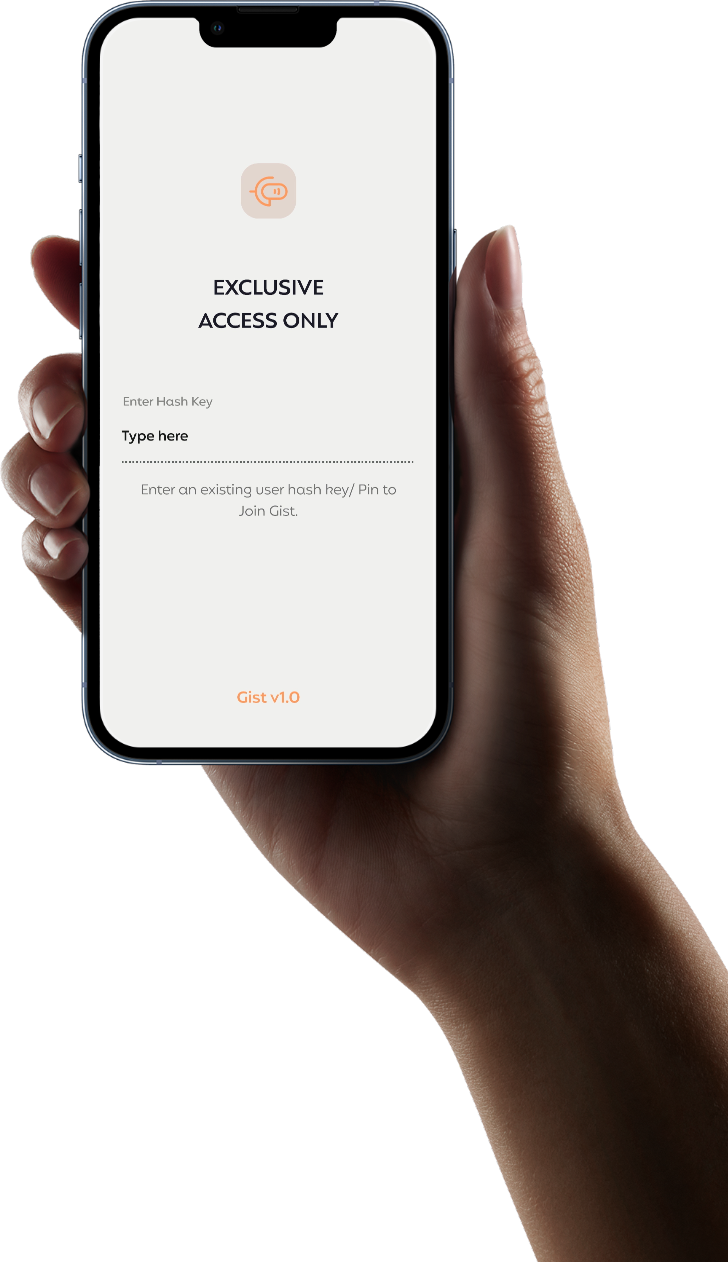 EXCLUSIVE
ACCESS ONLY
Enter Hash Key
Type here
Enter an existing user hash key/ Pin to
Join Gist.
Gist v1.0